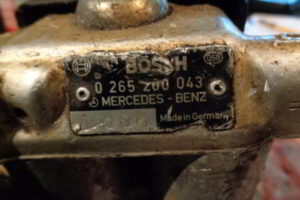 BOSCH
0 265 200 043
MERCEDES-BENZ
Made in Germany